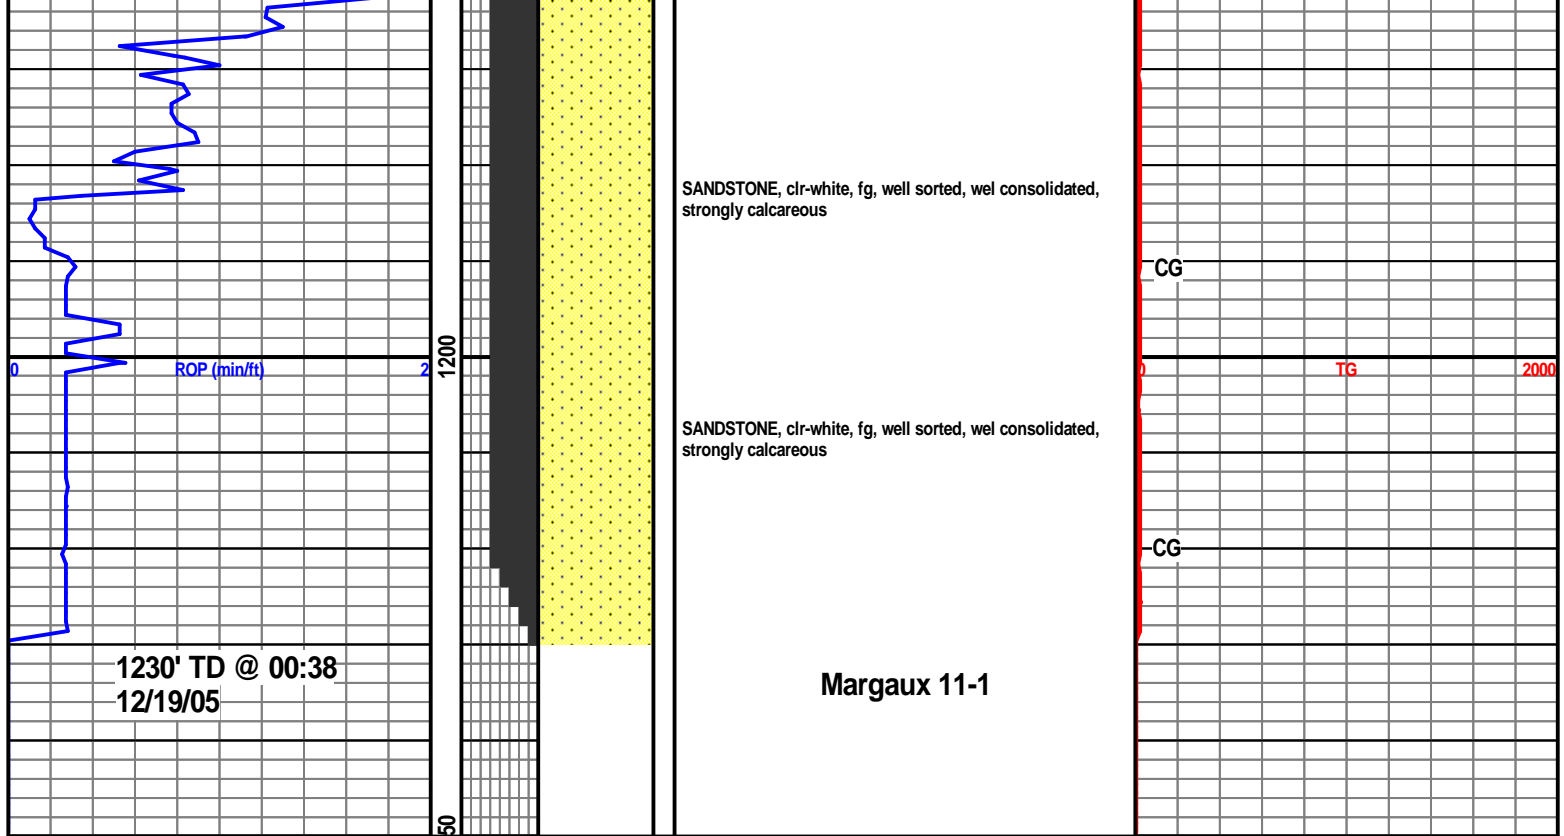 SANDSTONE, clr-white, fg, well sorted, wel consolidated,
strongly calcareous
CG
0 ROP (min/ft) 2
1200
0 TG 2000
SANDSTONE, clr-white, fg, well sorted, wel consolidated,
strongly calcareous
CG
1230' TD @ 00:38
12/19/05
Margaux 11-1
50